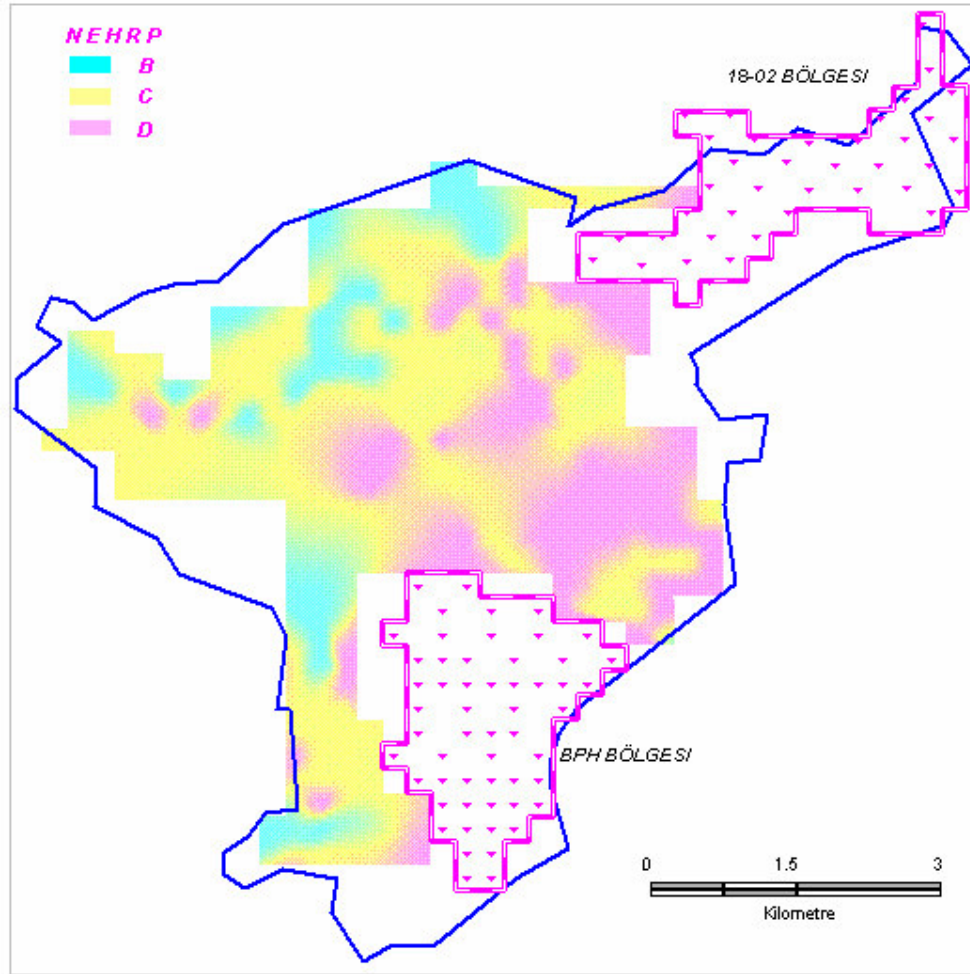 NEHRP
B
C
D
18-02 BÖLGESI
BPH BÖLGESI
0 1.5 3
Kilometre